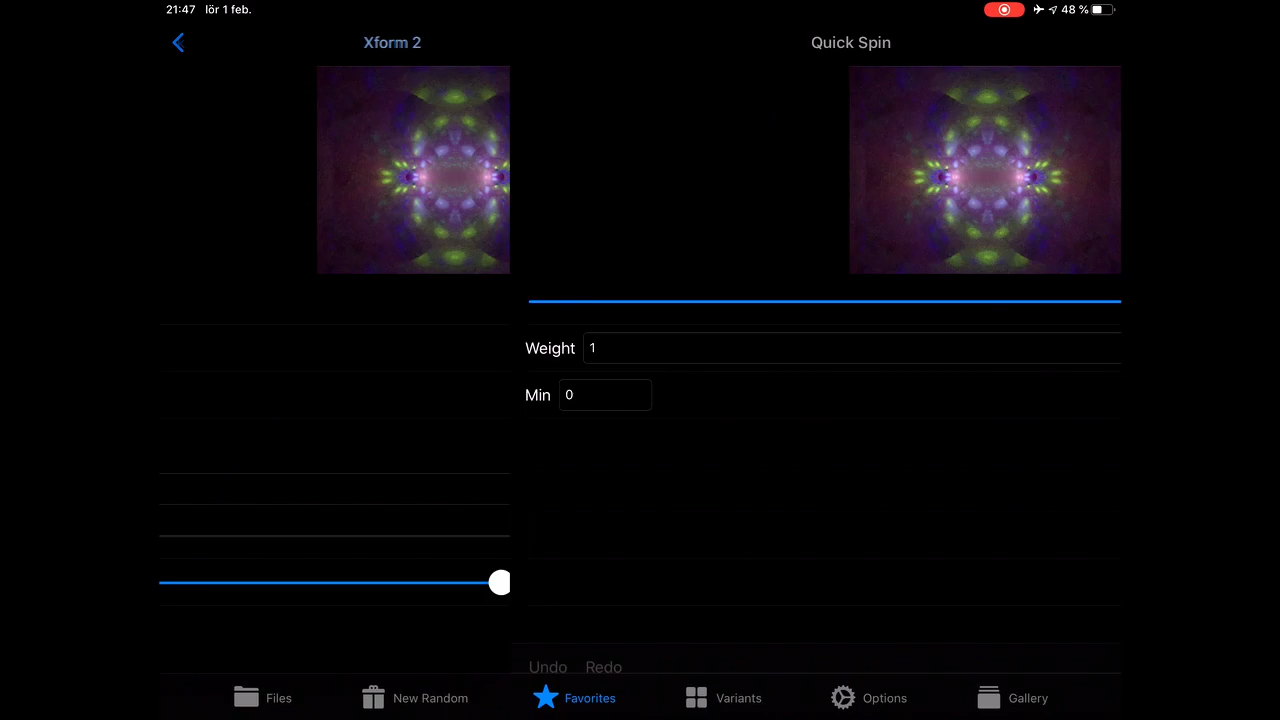 21:47 lör 1 feb. 48 %
Xform 2
Quick Spin
Weight 1
Min 0
Undo Redo
Files New Random Favorites Variants Options Gallery